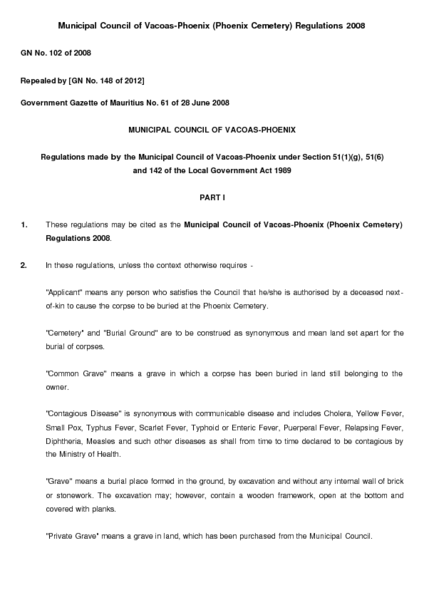 Municipal Council of Vacoas-Phoenix (Phoenix Cemetery) Regulations 2008
GN No. 102 of 2008
Repealed by [GN No. 148 of 2012]
Government Gazette of Mauritius No. 61 of 28 June 2008
MUNICIPAL COUNCIL OF VACOAS-PHOENIX
Regulations made by the Municipal Council of Vacoas-Phoenix under Section 51(1)(g), 51(6)
and 142 of the Local Government Act 1989
PART I
1. These regulations may be cited as the Municipal Council of Vacoas-Phoenix (Phoenix Cemetery)
Regulations 2008.
2. In these regulations, unless the context otherwise requires -
"Applicant" means any person who satisfies the Council that he/she is authorised by a deceased next-
of-kin to cause the corpse to be buried at the Phoenix Cemetery.
"Cemetery" and "Burial Ground" are to be construed as synonymous and mean land set apart for the
burial of corpses.
"Common Grave" means a grave in which a corpse has been buried in land still belonging to the
owner.
"Contagious Disease" is synonymous with communicable disease and includes Cholera, Yellow Fever,
Small Pox, Typhus Fever, Scarlet Fever, Typhoid or Enteric Fever, Puerperal Fever, Relapsing Fever,
Diphtheria, Measles and such other diseases as shall from time to time declared to be contagious by
the Ministry of Health.
"Grave" means a burial place formed in the ground, by excavation and without any internal wall of brick
or stonework. The excavation may; however, contain a wooden framework, open at the bottom and
covered with planks.
"Private Grave" means a grave in land, which has been purchased from the Municipal Council.